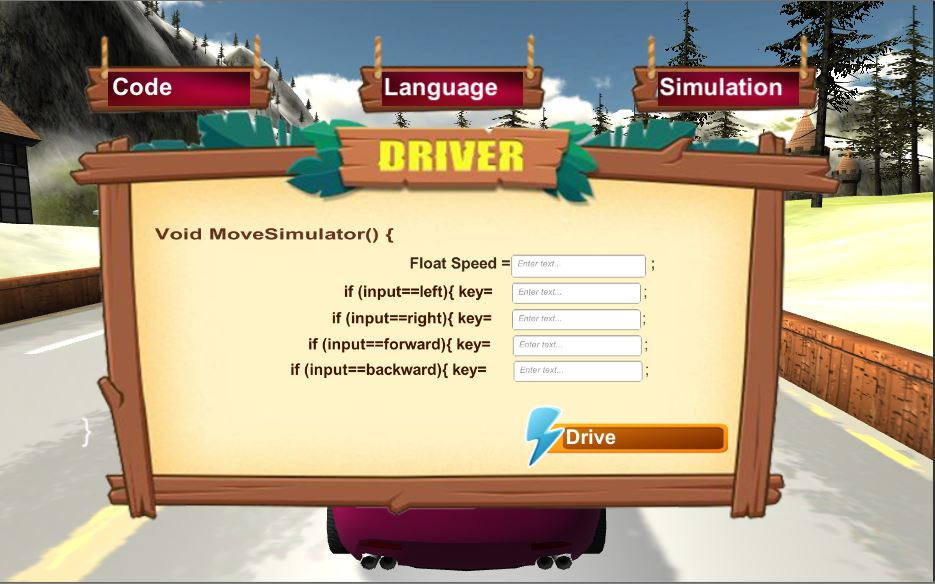 Code
Language
Simulation
DRIVER
Void MoveSimulator() {
Float Speed = Enter text... ;
if (input==left){ key= Enter text... ;
if (input==right){ key= Enter text... ;
if (input==forward){ key= Enter text... ;
if (input==backward){ key= Enter text... ;
}
Drive